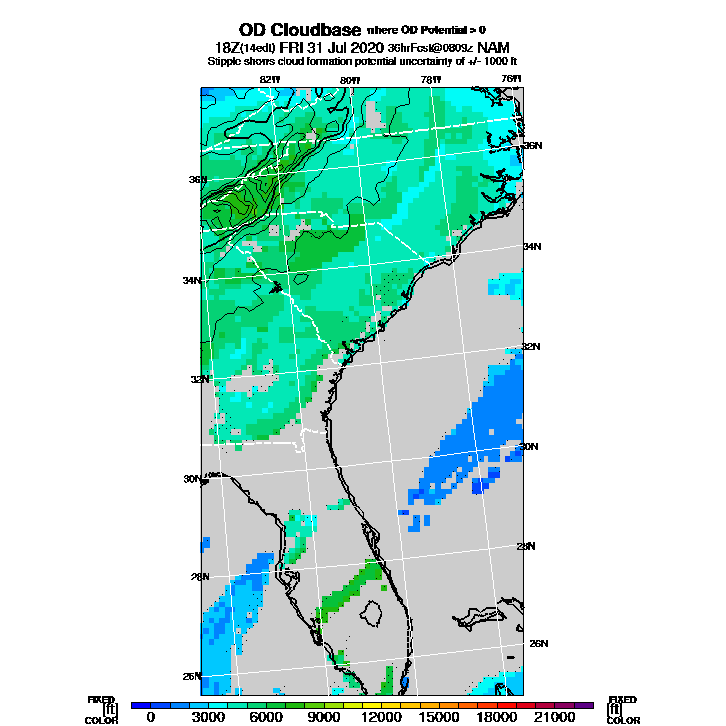 OD Cloudbase where OD Potential > 0
18Z(14edt) FRI 31 Jul 2020 36hrFcst@0809z NAM
Stipple shows cloud formation potential uncertainty of +/- 1000 ft
82W 80W 78W 76W
36N 36N
34N 34N
32N 32N
30N 30N
28N 28N
26N 26N
FIXED FIXED
[ft] [ft]
COLOR 0 3000 6000 9000 12000 15000 18000 21000 COLOR